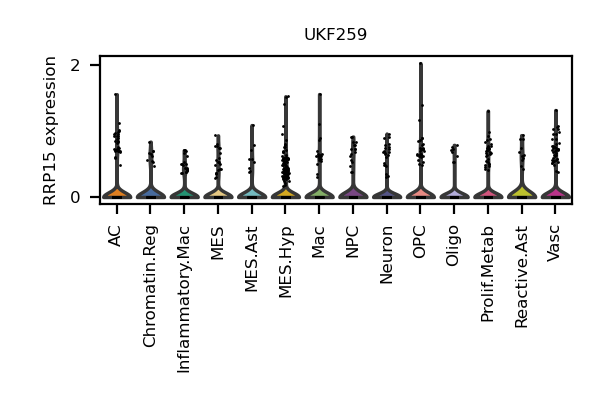 UKF259
RRP15 expression
2
0
AC
Chromatin.Reg
Inflammatory.Mac
MES
MES.Ast
MES.Hyp
Mac
NPC
Neuron
OPC
Oligo
Prolif.Metab
Reactive.Ast
Vasc